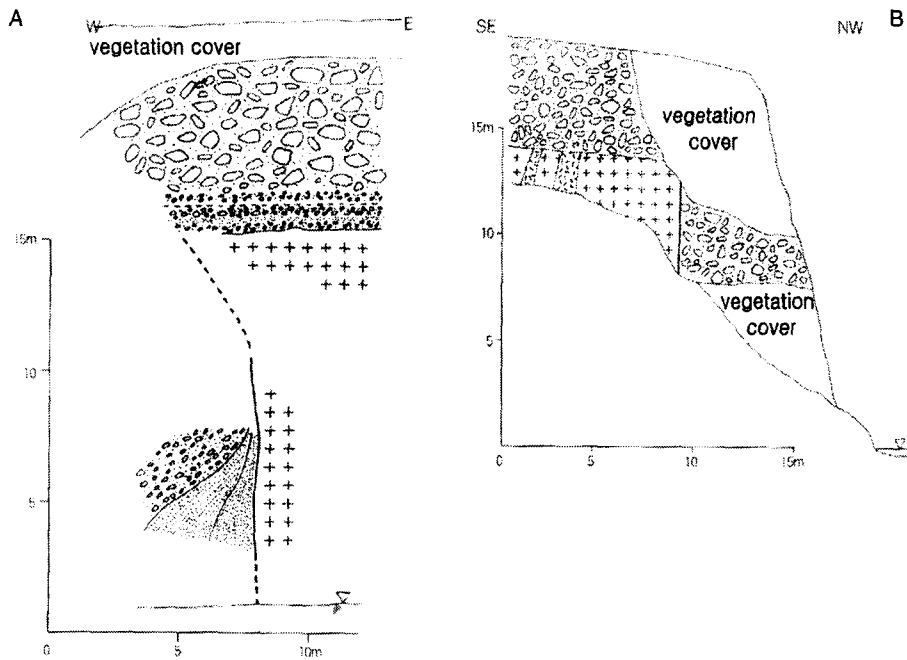 A
W E
vegetation cover
15m
10
5
0 5 10m
B
SE NW
vegetation
cover
15m
10
5
vegetation
cover
0 5 10 15m